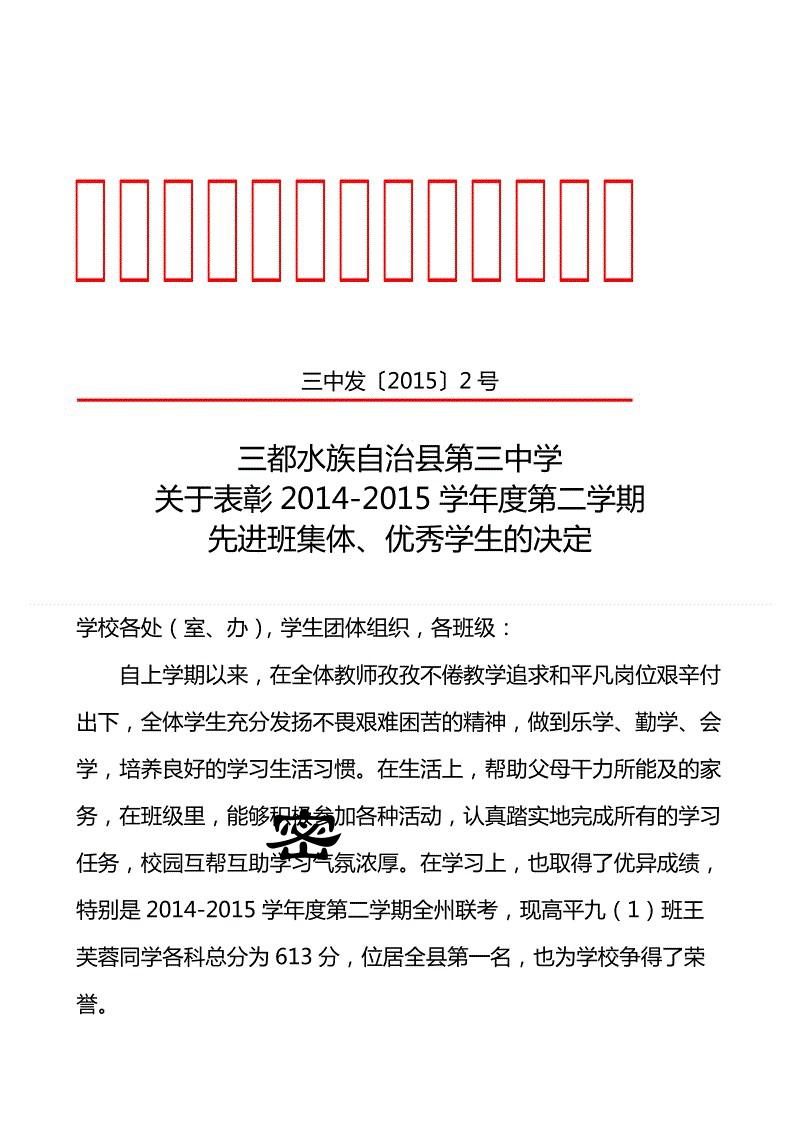 三中发〔2015〕2 号
三都水族自治县第三中学
关于表彰 2014-2015 学年度第二学期
先进班集体、优秀学生的决定
学校各处（室、办），学生团体组织，各班级：
自上学期以来，在全体教师孜孜不倦教学追求和平凡岗位艰辛付
出下，全体学生充分发扬不畏艰难困苦的精神，做到乐学、勤学、会
学，培养良好的学习生活习惯。在生活上，帮助父母干力所能及的家
务，在班级里，能够积极参加各种活动，认真踏实地完成所有的学习
密
任务，校园互帮互助学习气氛浓厚。在学习上，也取得了优异成绩，
特别是 2014-2015 学年度第二学期全州联考，现高平九（1）班王
芙蓉同学各科总分为 613 分，位居全县第一名，也为学校争得了荣
誉。